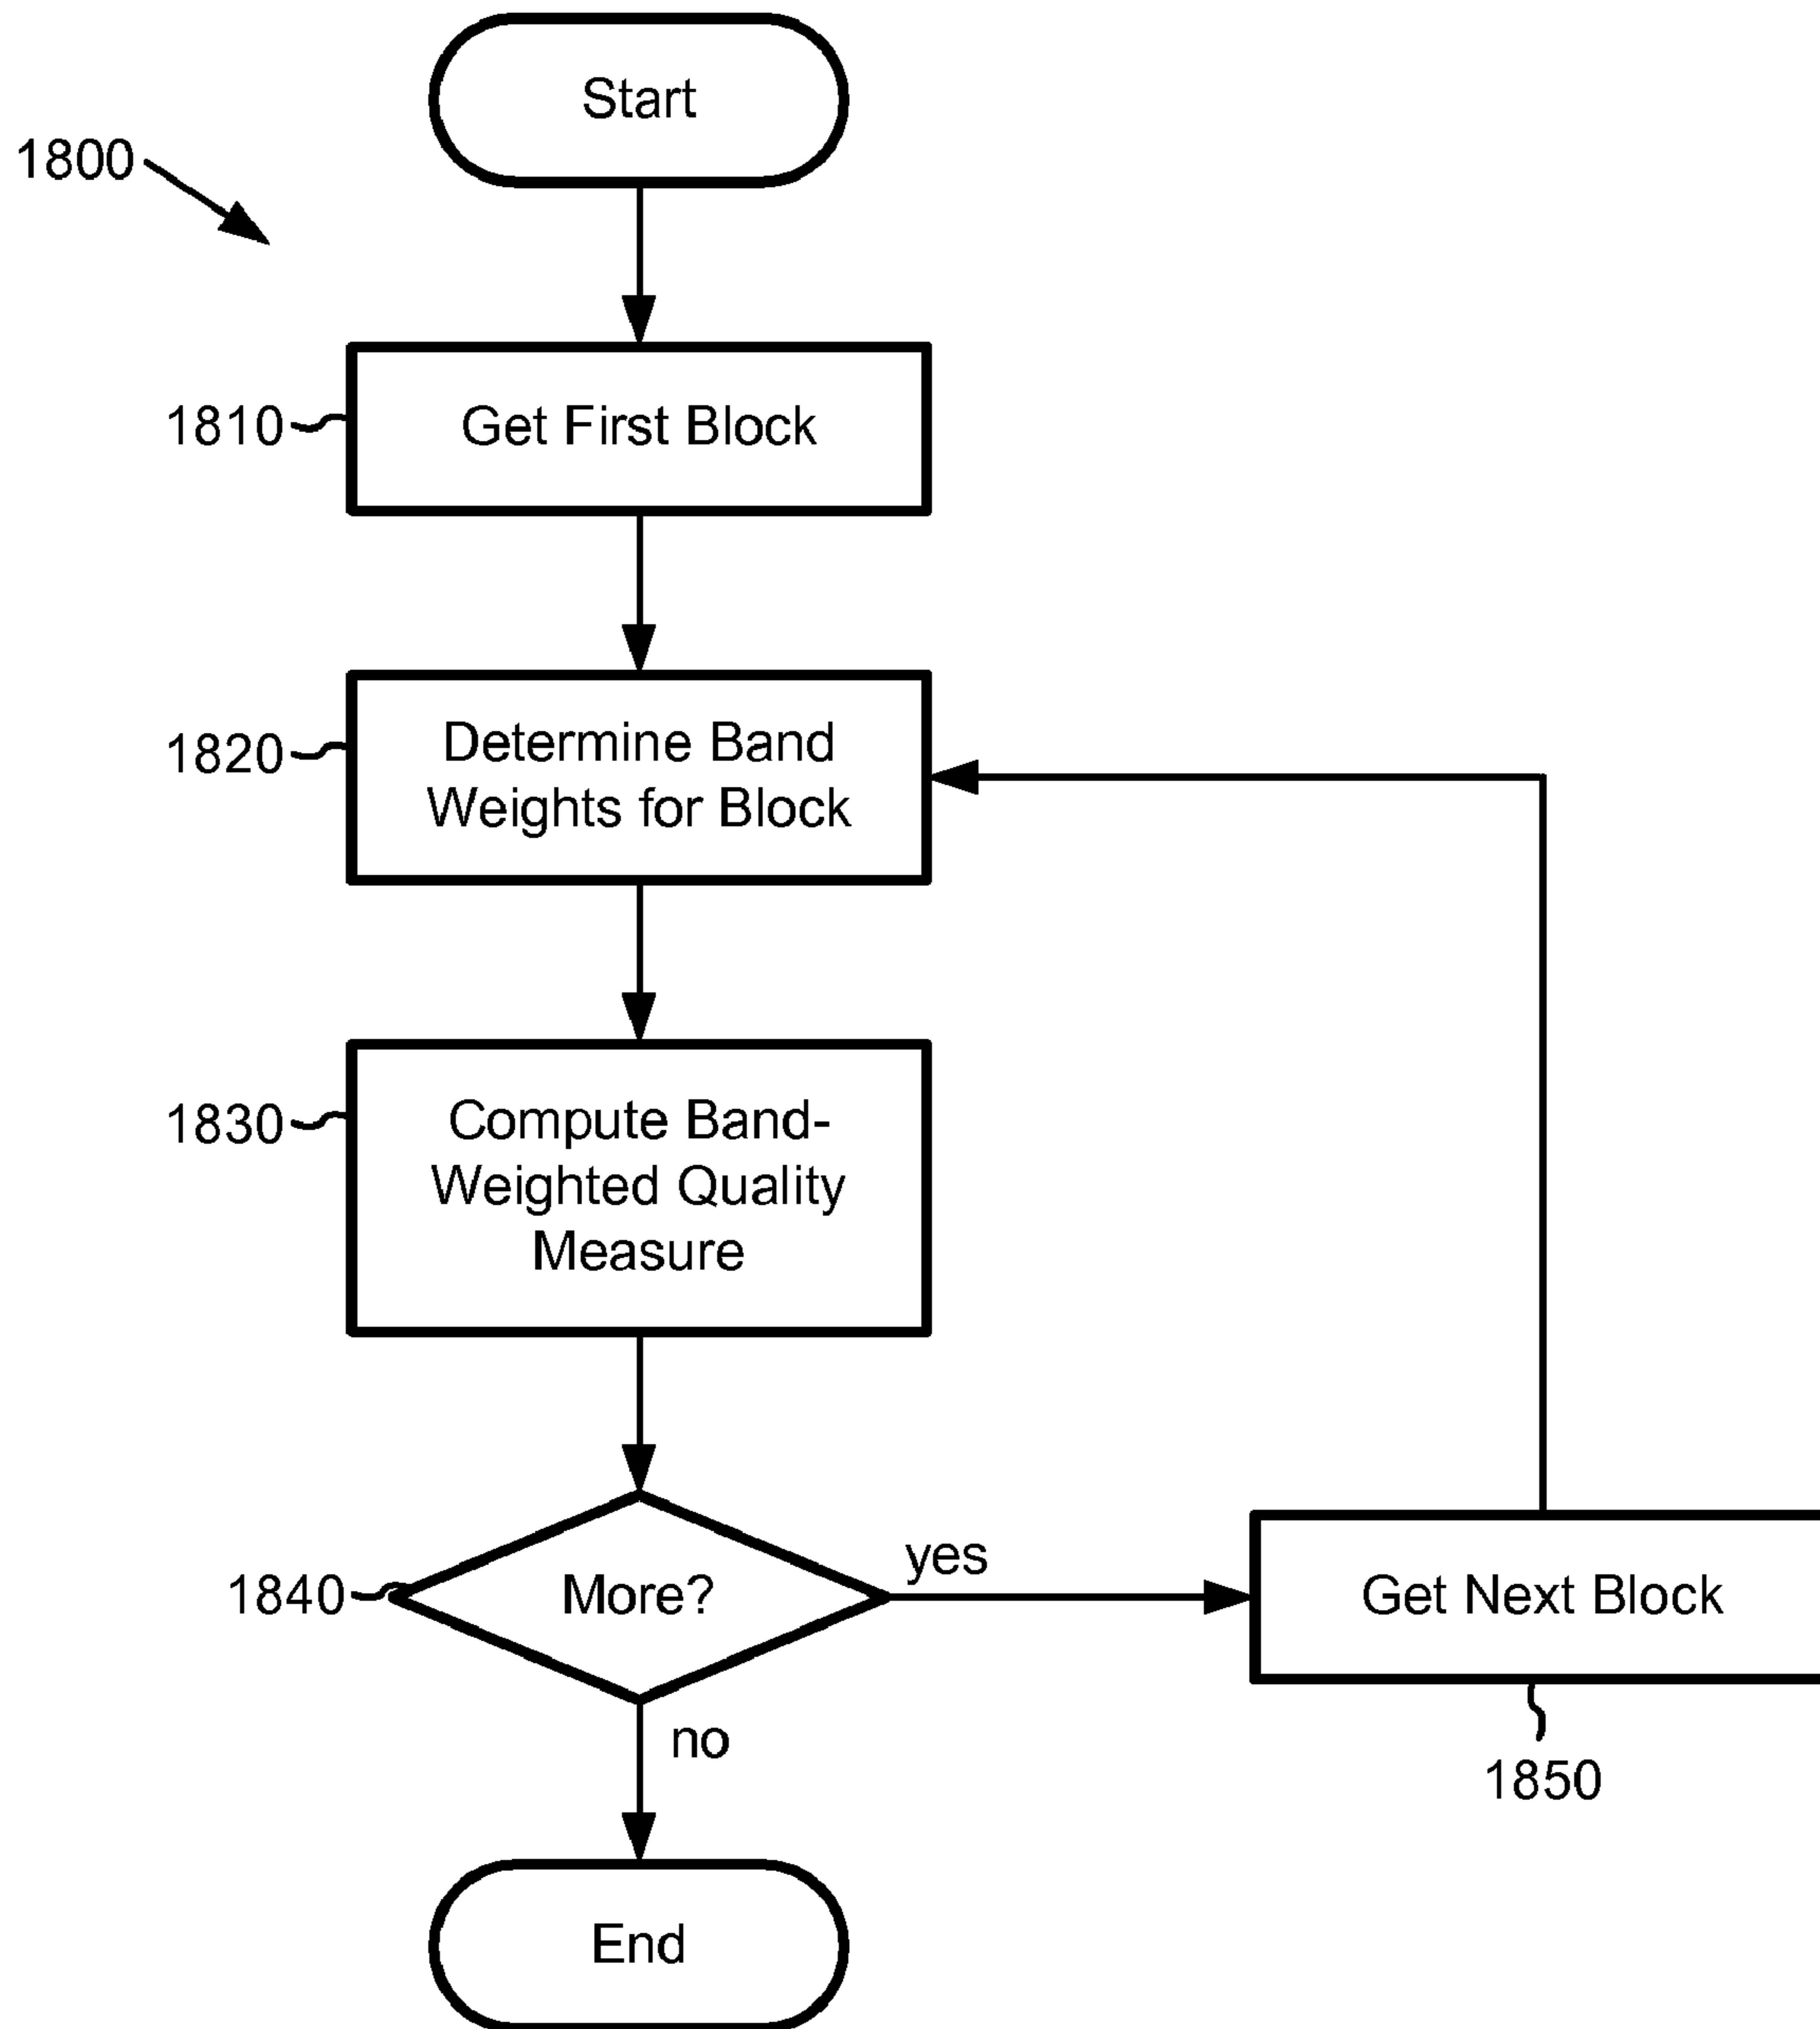 Start
1800
1810
Get First Block
1820
Determine Band
Weights for Block
1830
Compute Band-
Weighted Quality
Measure
1840
More?
yes
Get Next Block
no
1850
End